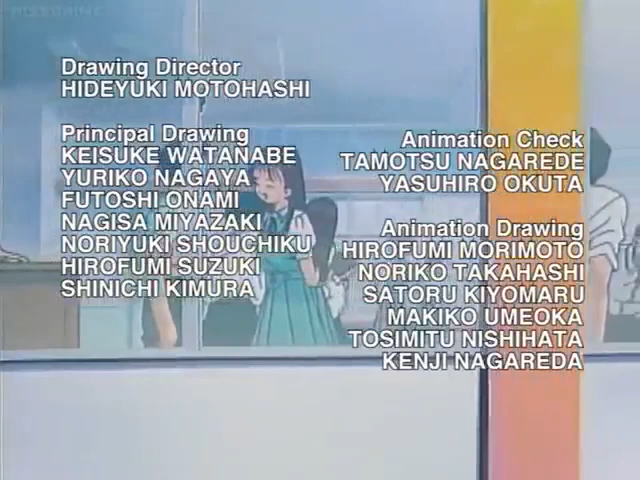 Drawing Director
HIDEYUKI MOTOHASHI
Principal Drawing
KEISUKE WATANABE
YURIKO NAGAYA
FUTOSHI ONAMI
NAGISA MIYAZAKI
NORIYUKI SHOUCHIKU
HIROFUMI SUZUKI
SHINICHI KIMURA
Animation Check
TAMOTSU NAGAREDE
YASUHIRO OKUTA
Animation Drawing
HIROFUMI MORIMOTO
NORIKO TAKAHASHI
SATORU KIYOMARU
MAKIKO UMEOKA
TOSIMITU NISHIHATA
KENJI NAGAREDA